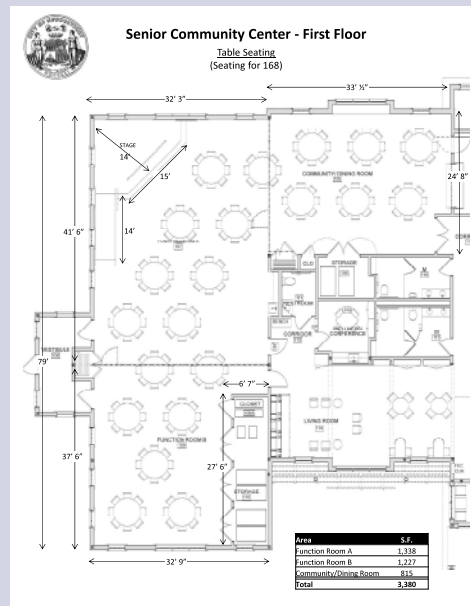 Senior Community Center - First Floor
Table Seating
(Seating for 168)
32' 3"
33' ½"
STAGE
14'
15'
COMMUNITY/DINING ROOM
24' 8"
41' 6"
14'
CLO
STORAGE
M
CORRIDOR
CONFERENCE
VESTIBULE
79'
6' 7"
CLOSET
LIVING ROOM
FUNCTION ROOM B
37' 6"
27' 6"
STORAGE
32' 9"
Area S.F.
Function Room A 1,338
Function Room B 1,227
Community/Dining Room 815
Total 3,380